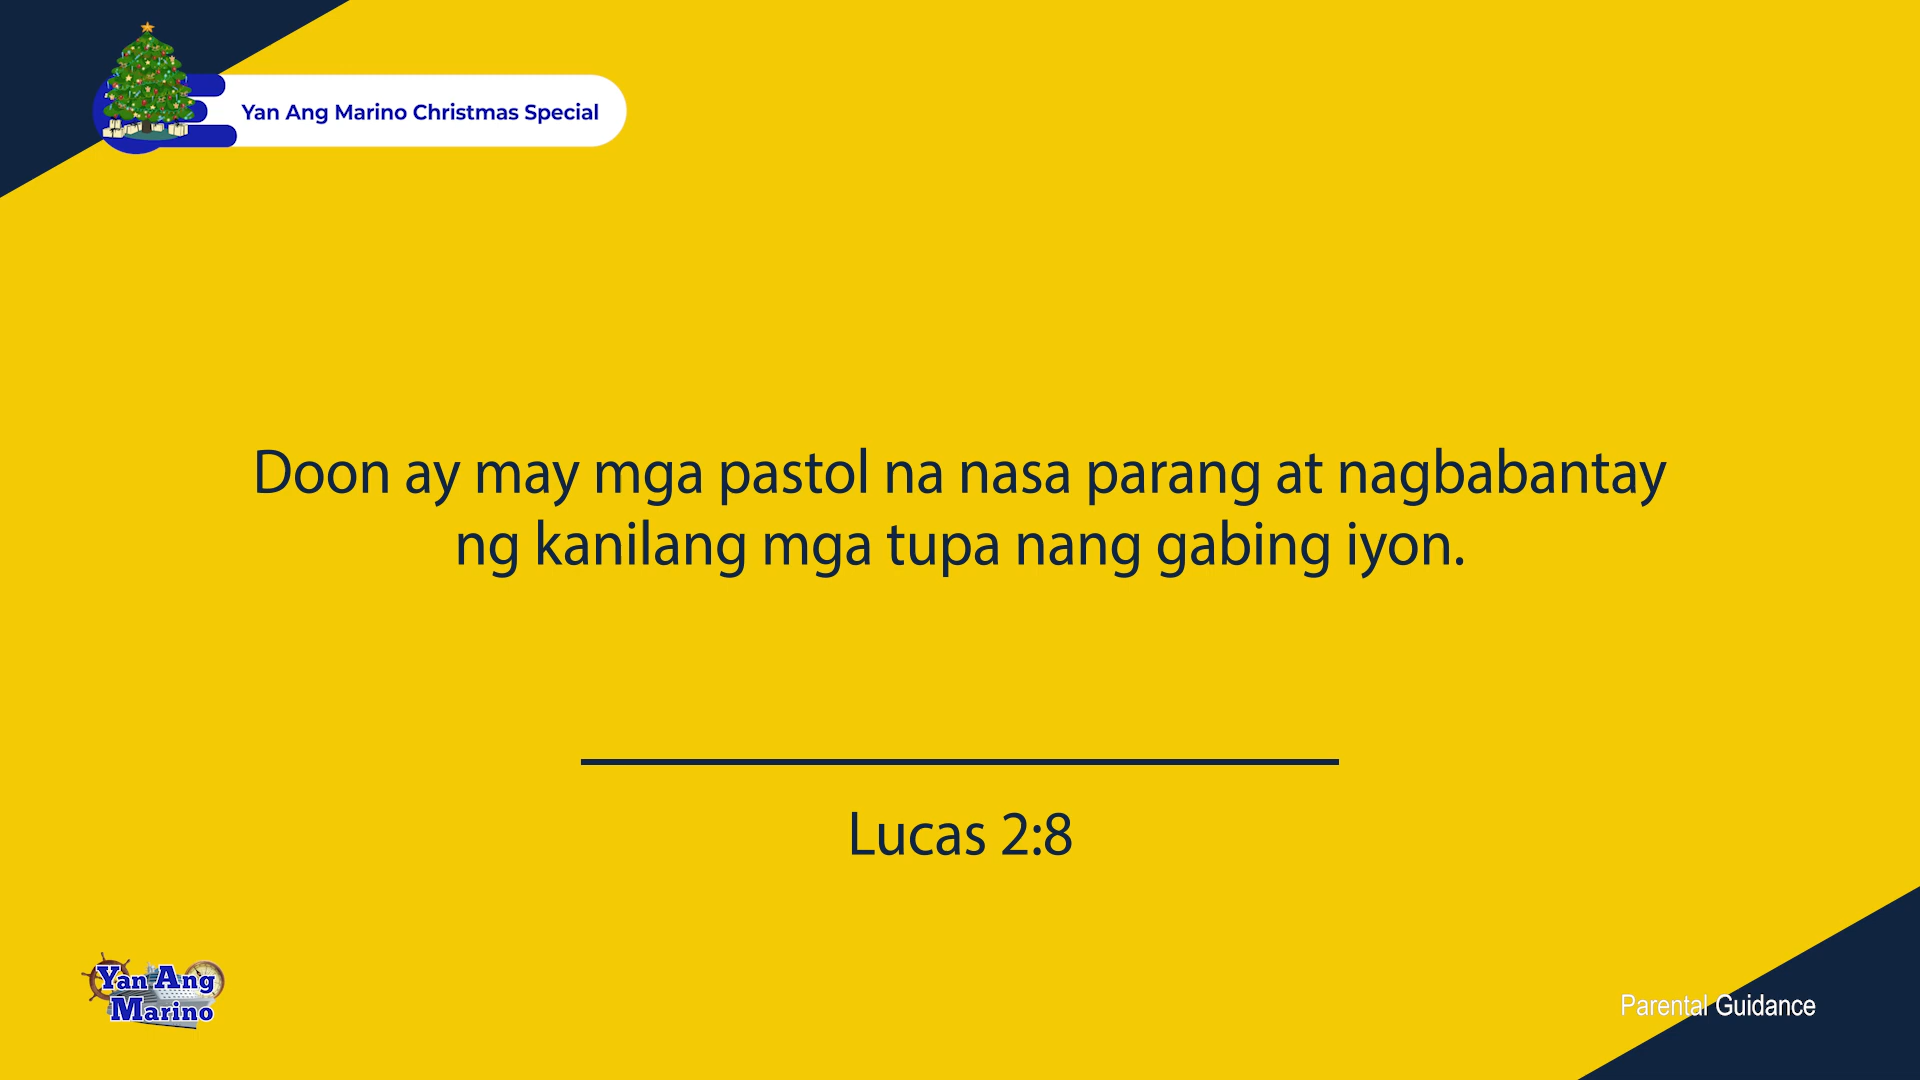 Yan Ang Marino Christmas Special
Doon ay may mga pastol na nasa parang at nagbabantay
ng kanilang mga tupa nang gabing iyon.
Lucas 2:8
Yan Ang
Marino
Parental Guidance